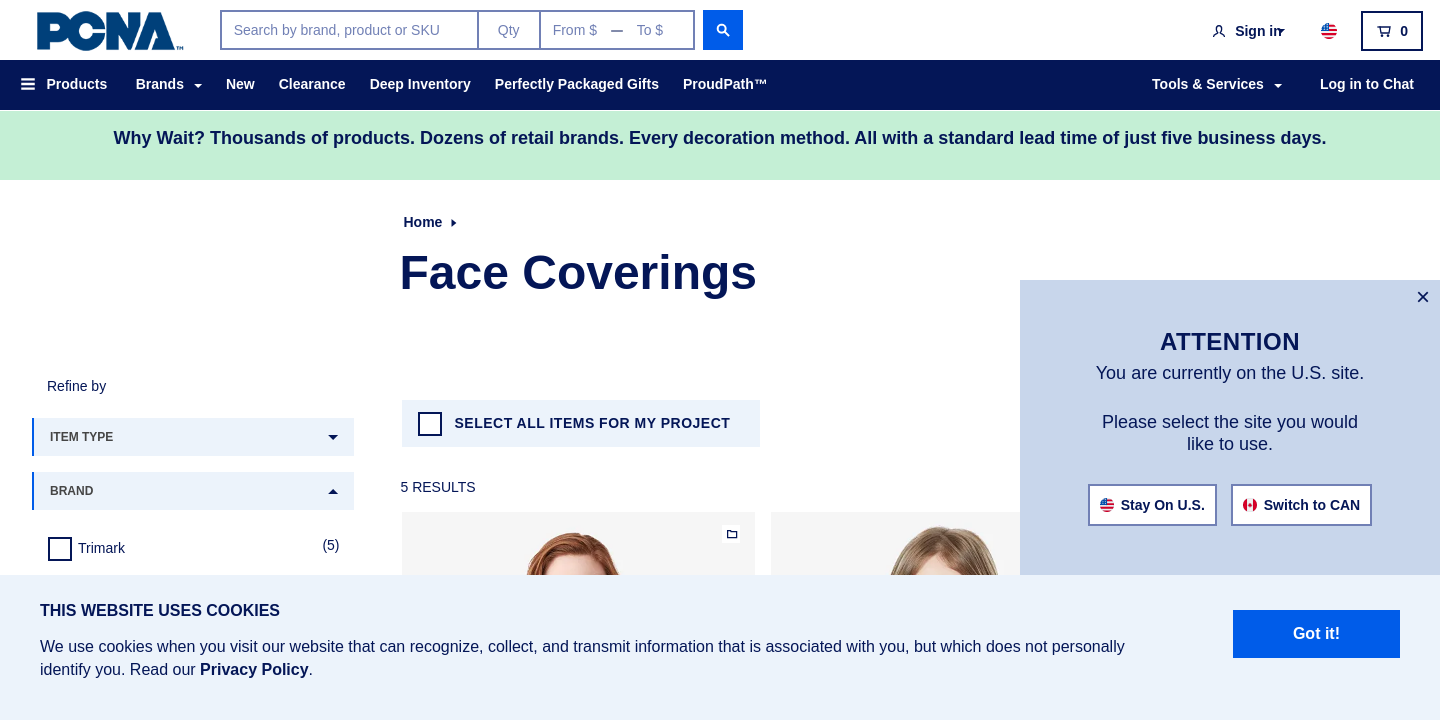 PCNA™
Search by brand, product or SKU
Qty
From $ — To $
Sign in
0
Products
Brands
New
Clearance
Deep Inventory
Perfectly Packaged Gifts
ProudPath™
Tools & Services
Log in to Chat
Why Wait? Thousands of products. Dozens of retail brands. Every decoration method. All with a standard lead time of just five business days.
Home
Face Coverings
Refine by
ITEM TYPE
BRAND
Trimark (5)
SELECT ALL ITEMS FOR MY PROJECT
5 RESULTS
×
ATTENTION
You are currently on the U.S. site.
Please select the site you would
like to use.
Stay On U.S.
Switch to CAN
THIS WEBSITE USES COOKIES
We use cookies when you visit our website that can recognize, collect, and transmit information that is associated with you, but which does not personally
identify you. Read our Privacy Policy.
Got it!